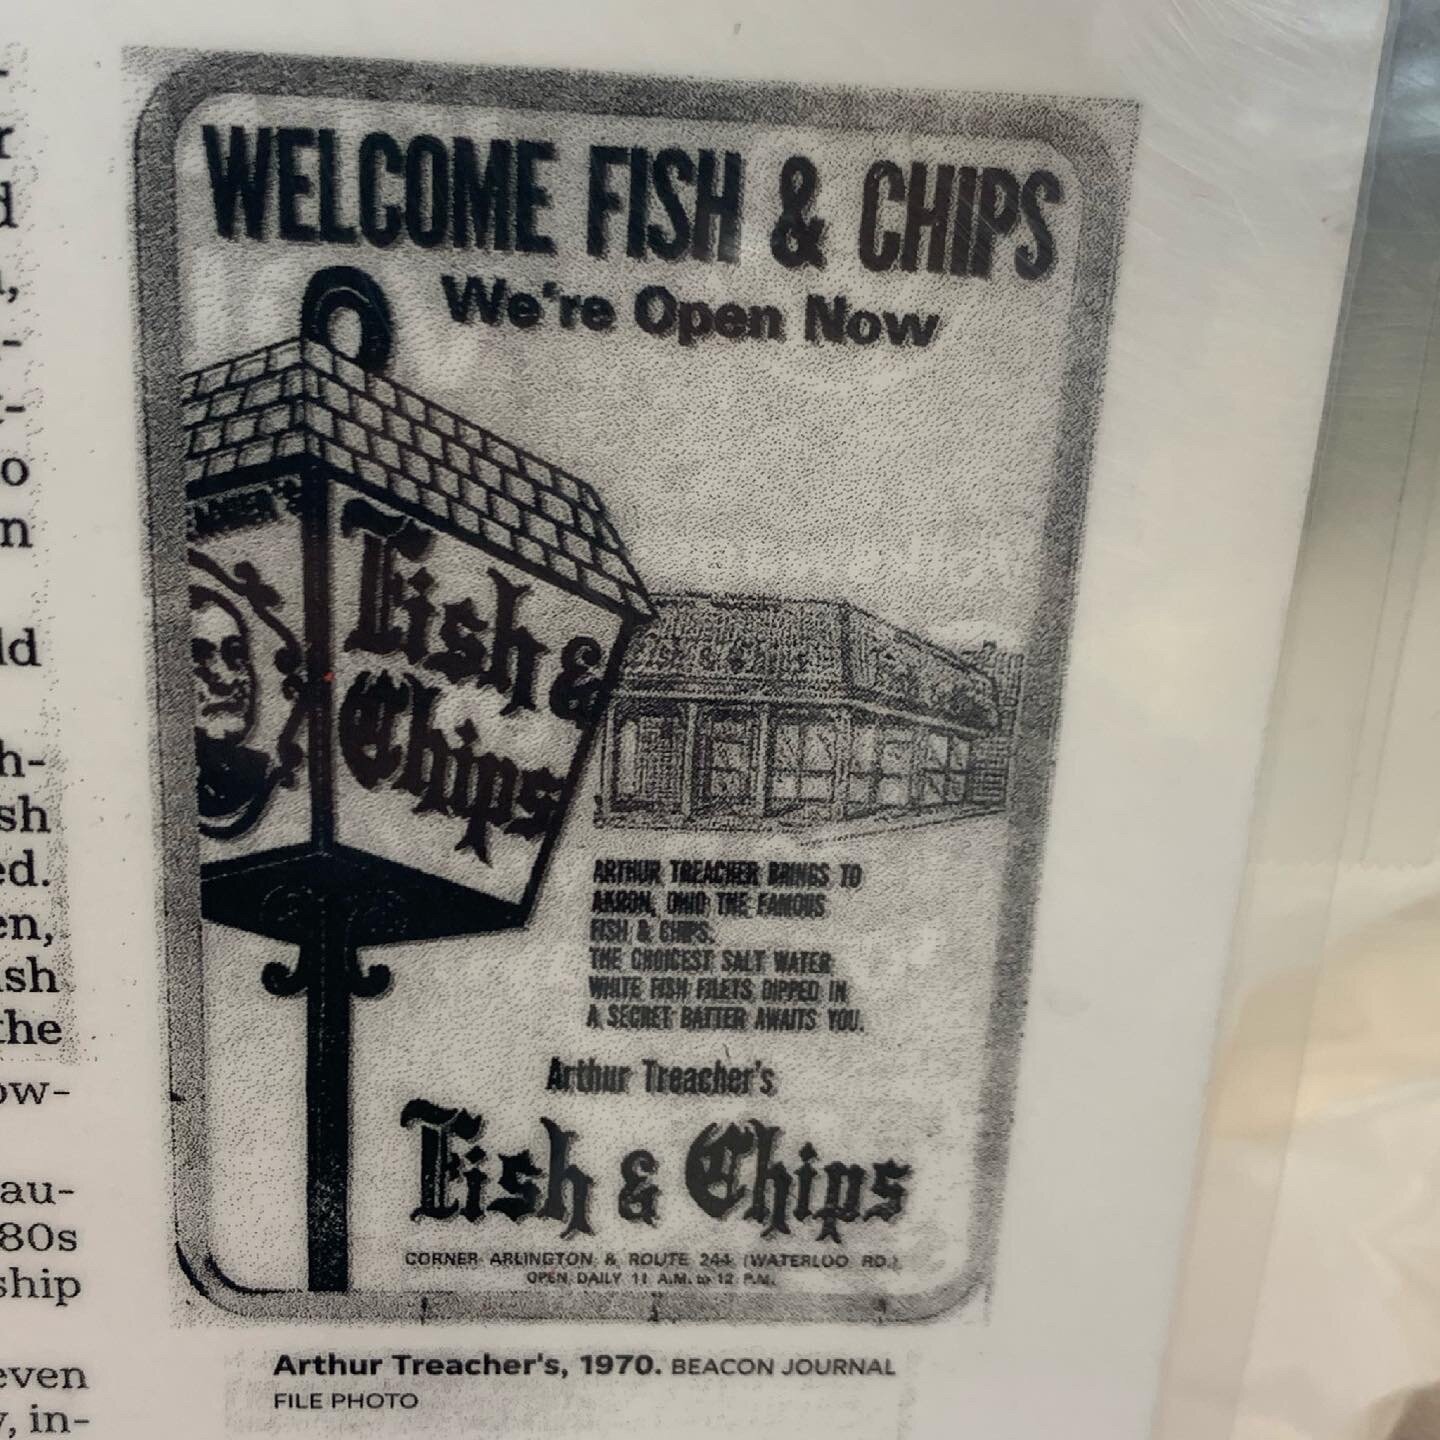 r
d
o
n
ld
h-
sh
ed.
en,
ish
the
ow-
au-
80s
ship
even
y, in-
WELCOME FISH & CHIPS
We're Open Now
Fish &
Chips
FISH & CHIPS
ARTHUR TREACHER BRINGS TO
AKRON, OHIO THE FAMOUS
FISH & CHIPS.
THE CHOICEST SALT WATER
WHITE FISH FILETS DIPPED IN
A SECRET BATTER AWAITS YOU.
Arthur Treacher's
Fish & Chips
CORNER ARLINGTON & ROUTE 244 (WATERLOO RD.)
OPEN DAILY 11 A.M. to 12 P.M.
Arthur Treacher's, 1970. BEACON JOURNAL
FILE PHOTO